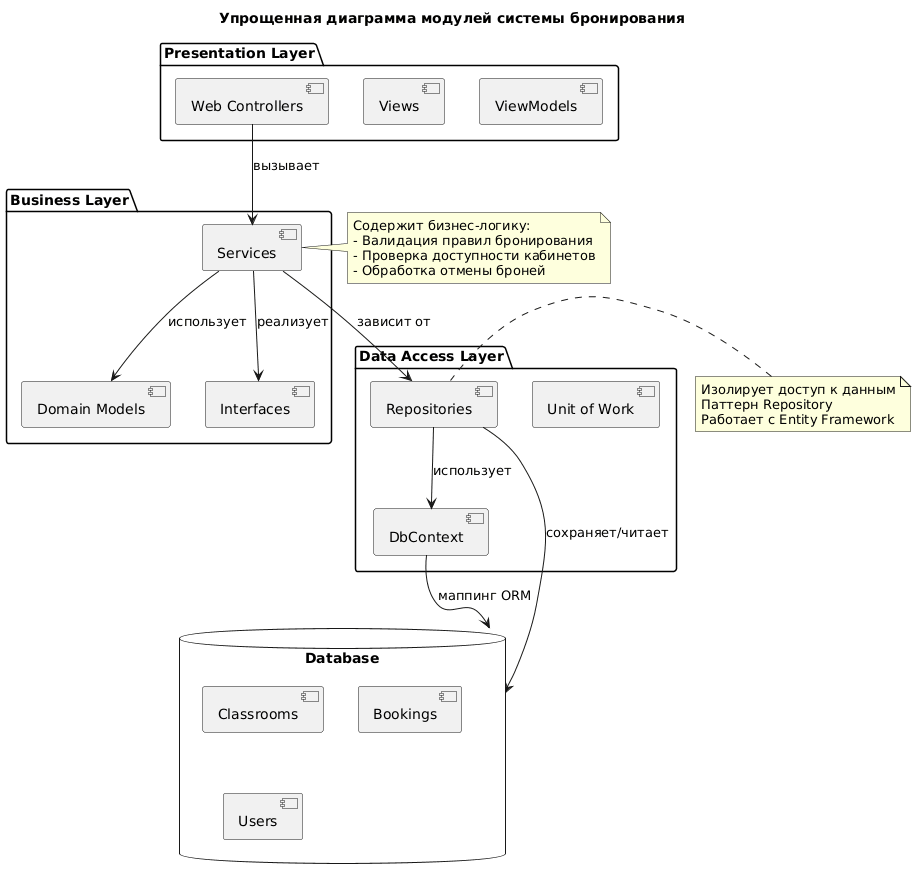 Упрощенная диаграмма модулей системы бронирования
Presentation Layer
Web Controllers
Views
ViewModels
вызывает
Business Layer
Services
Содержит бизнес-логику:
- Валидация правил бронирования
- Проверка доступности кабинетов
- Обработка отмены броней
использует
реализует
зависит от
Data Access Layer
Domain Models
Interfaces
Repositories
Unit of Work
Изолирует доступ к данным
Паттерн Repository
Работает с Entity Framework
использует
DbContext
сохраняет/читает
маппинг ORM
Database
Classrooms
Bookings
Users